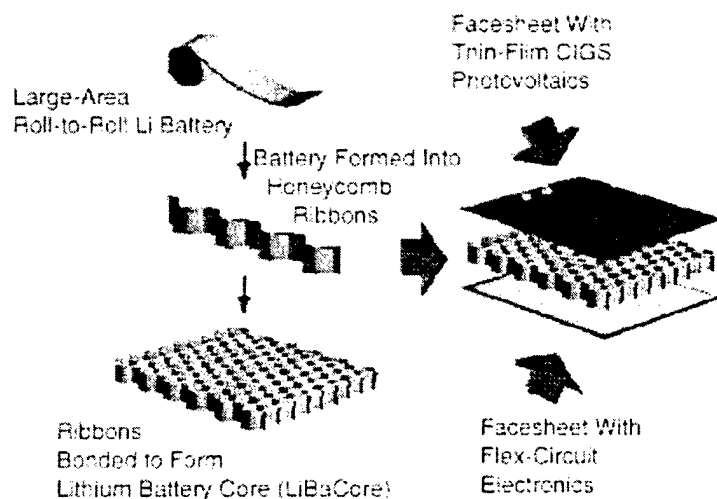 Large-Area
Roll-to-Roll Li Battery
Battery Formed Into
Honeycomb
Ribbons
Ribbons
Bonded to Form
Lithium Battery Core (LiBaCore)
Facesheet With
Thin-Film CIGS
Photovoltaics
Facesheet With
Flex-Circuit
Electronics